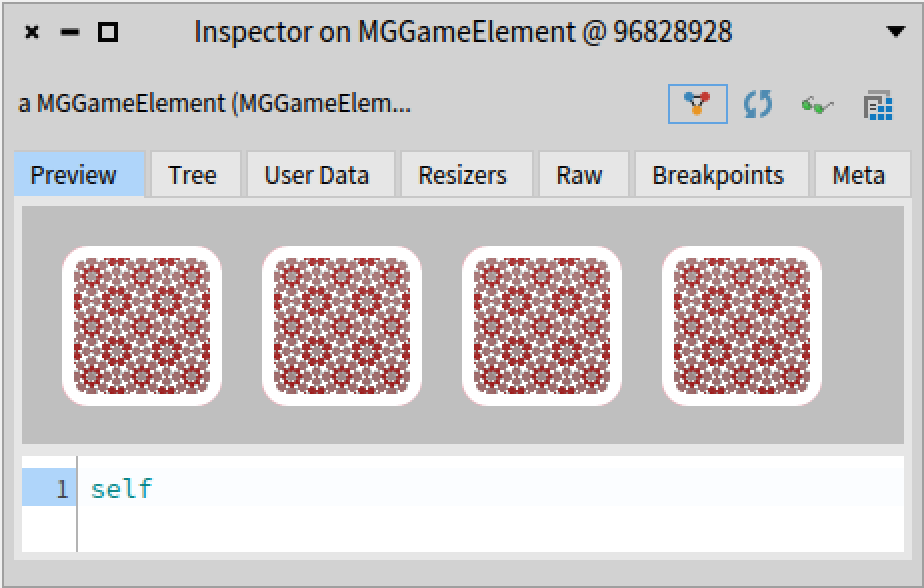 Inspector on MGGameElement @ 96828928
a MGGameElement (MGGameElem...
Preview Tree User Data Resizers Raw Breakpoints Meta
1 self